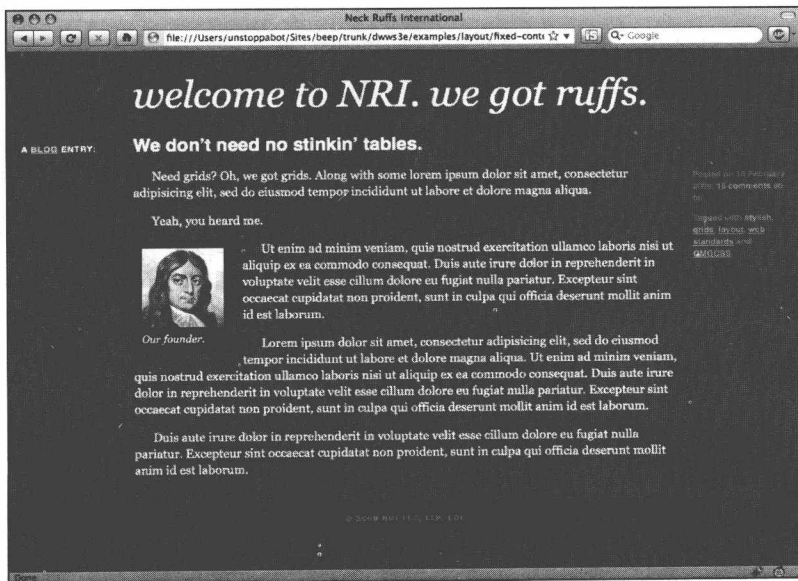 Neck Ruffs International
file:///Users/unstoppabot/Sites/beep/trunk/dwws3e/examples/layout/fixed-conte
Google
welcome to NRI. we got ruffs.
A BLOG ENTRY:
We don't need no stinkin' tables.
Need grids? Oh, we got grids. Along with some lorem ipsum dolor sit amet, consectetur
adipisicing elit, sed do eiusmod tempor incididunt ut labore et dolore magna aliqua.
Yeah, you heard me.
Ut enim ad minim veniam, quis nostrud exercitation ullamco laboris nisi ut
aliquip ex ea commodo consequat. Duis aute irure dolor in reprehenderit in
voluptate velit esse cillum dolore eu fugiat nulla pariatur. Excepteur sint
occaecat cupidatat non proident, sunt in culpa qui officia deserunt mollit anim
id est laborum.
Our founder.
Lorem ipsum dolor sit amet, consectetur adipisicing elit, sed do eiusmod
tempor incididunt ut labore et dolore magna aliqua. Ut enim ad minim veniam,
quis nostrud exercitation ullamco laboris nisi ut aliquip ex ea commodo consequat. Duis aute irure
dolor in reprehenderit in voluptate velit esse cillum dolore eu fugiat nulla pariatur. Excepteur sint
occaecat cupidatat non proident, sunt in culpa qui officia deserunt mollit anim id est laborum.
Duis aute irure dolor in reprehenderit in voluptate velit esse cillum dolore eu fugiat nulla
pariatur. Excepteur sint occaecat cupidatat non proident, sunt in culpa qui officia deserunt mollit
anim id est laborum.
Posted on 15 February
15 comments so
Tagged with stylish,
grids, layout, web
standards and
Done